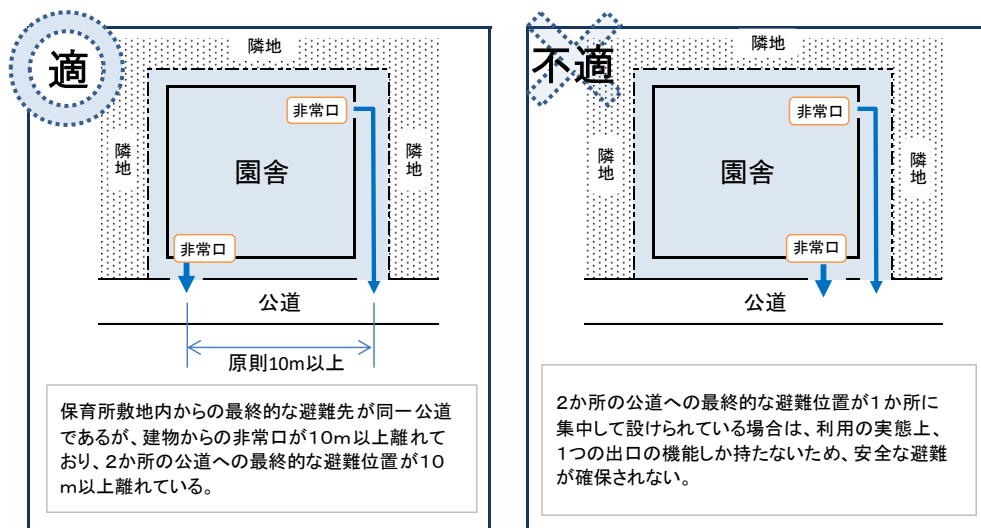 適
隣地
非常口
隣地
隣地
園舎
非常口
公道
原則10m以上
保育所敷地内からの最終的な避難先が同一公道
であるが、建物からの非常口が10m以上離れて
おり、2か所の公道への最終的な避難位置が10
m以上離れている。
不適
隣地
非常口
隣地
隣地
園舎
非常口
公道
2か所の公道への最終的な避難位置が1か所に
集中して設けられている場合は、利用の実態上、
1つの出口の機能しか持たないため、安全な避難
が確保されない。